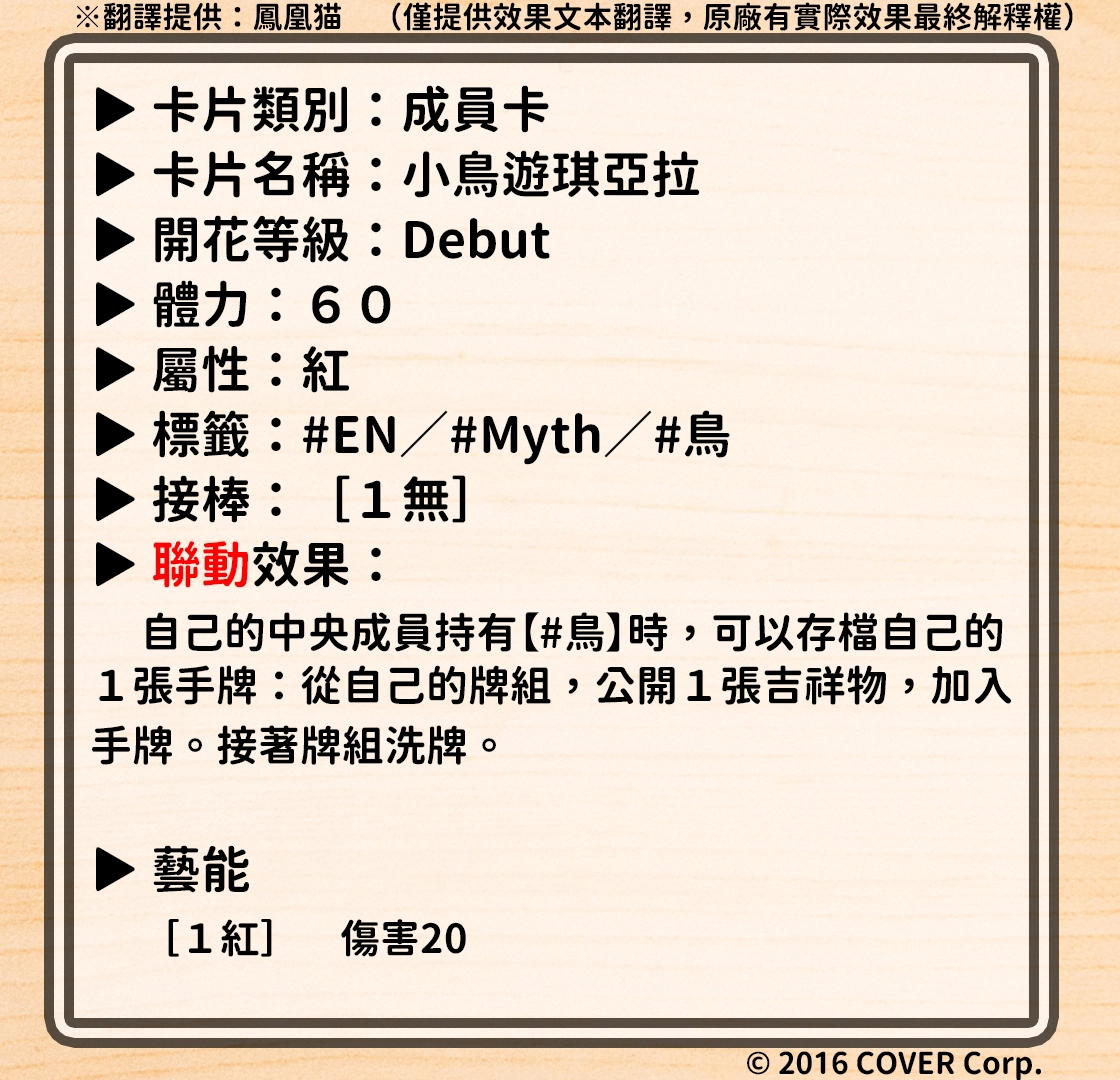 ※翻譯提供：鳳凰猫　（僅提供效果文本翻譯，原廠有實際效果最終解釋權）
▶卡片類別：成員卡
▶卡片名稱：小鳥遊琪亞拉
▶開花等級：Debut
▶體力：６０
▶屬性：紅
▶標籤：#EN／#Myth／#鳥
▶接棒：［１無］
▶聯動效果：
自己的中央成員持有【#鳥】時，可以存檔自己的
１張手牌：從自己的牌組，公開１張吉祥物，加入
手牌。接著牌組洗牌。
▶藝能
［１紅］　傷害20
© 2016 COVER Corp.